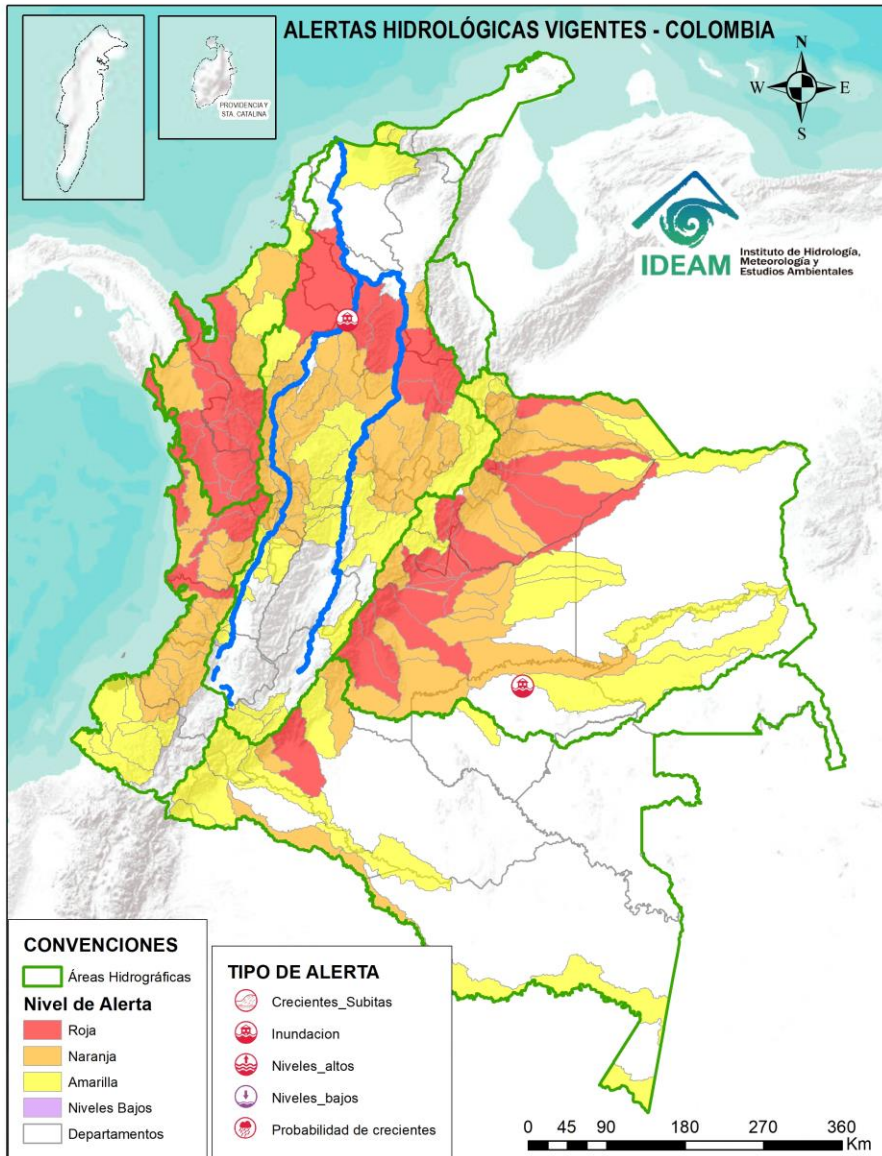 ALERTAS HIDROLÓGICAS VIGENTES - COLOMBIA
PROVIDENCIA Y
STA. CATALINA
N
W
E
S
IDEAM
Instituto de Hidrología,
Meteorología y
Estudios Ambientales
CONVENCIONES
Áreas Hidrográficas
Nivel de Alerta
Roja
Naranja
Amarilla
Niveles Bajos
Departamentos
TIPO DE ALERTA
Crecientes_Subitas
Inundacion
Niveles_altos
Niveles_bajos
Probabilidad de crecientes
0 45 90 180 270 360
Km